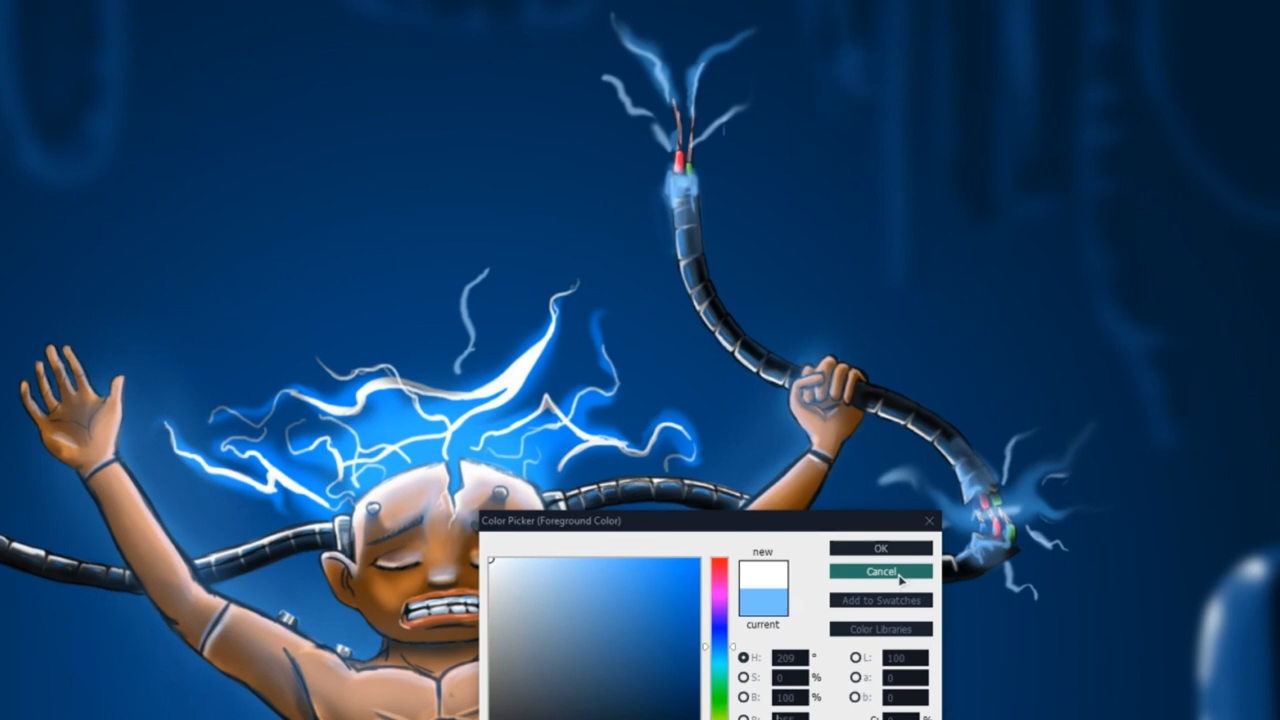 Color Picker (Foreground Color)
new
current
OK
Cancel
Add to Swatches
Color Libraries
H: 209 °
S: 0 %
B: 100 %
L: 100
a: 0
b: 0